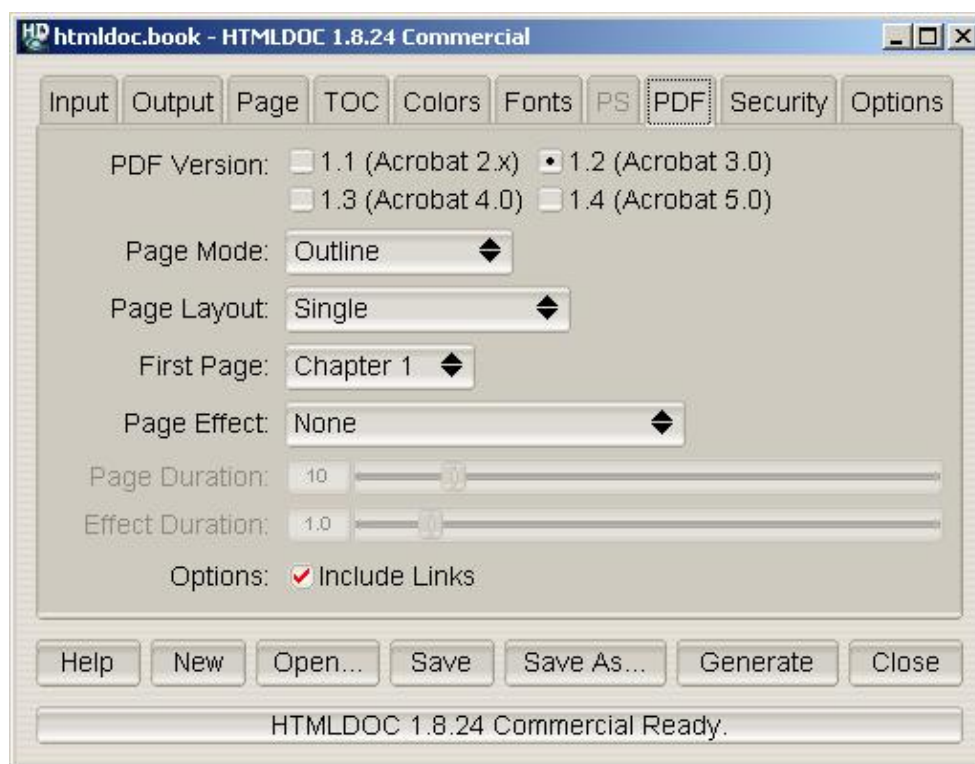 htmldoc.book - HTMLDOC 1.8.24 Commercial
Input Output Page TOC Colors Fonts PS PDF Security Options
PDF Version: 1.1 (Acrobat 2.x) 1.2 (Acrobat 3.0)
1.3 (Acrobat 4.0) 1.4 (Acrobat 5.0)
Page Mode: Outline
Page Layout: Single
First Page: Chapter 1
Page Effect: None
Page Duration: 10
Effect Duration: 1.0
Options: Include Links
Help New Open... Save Save As... Generate Close
HTMLDOC 1.8.24 Commercial Ready.